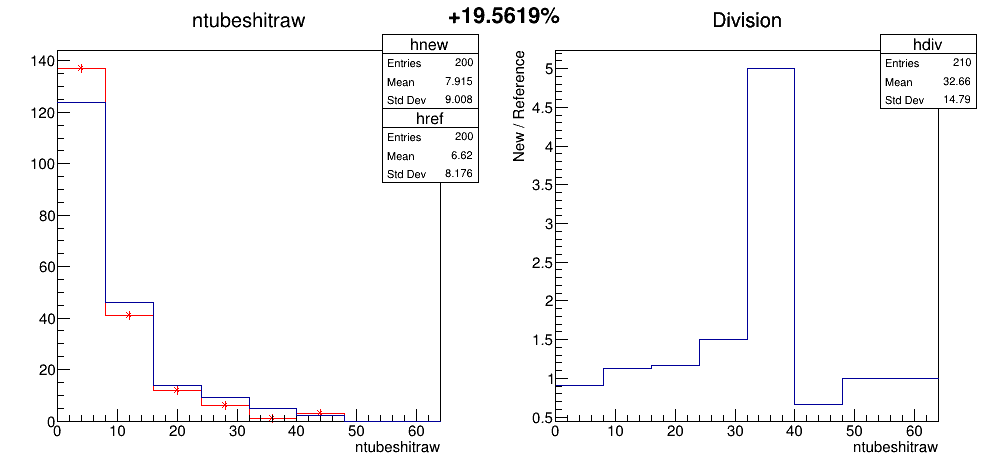 +19.5619%
ntubeshitraw
hnew
Entries 200
Mean 7.915
Std Dev 9.008
href
Entries 200
Mean 6.62
Std Dev 8.176
140
120
100
80
60
40
20
0
0 10 20 30 40 50 60
ntubeshitraw
Division
hdiv
Entries 210
Mean 32.66
Std Dev 14.79
New / Reference
5
4.5
4
3.5
3
2.5
2
1.5
1
0.5
0 10 20 30 40 50 60
ntubeshitraw